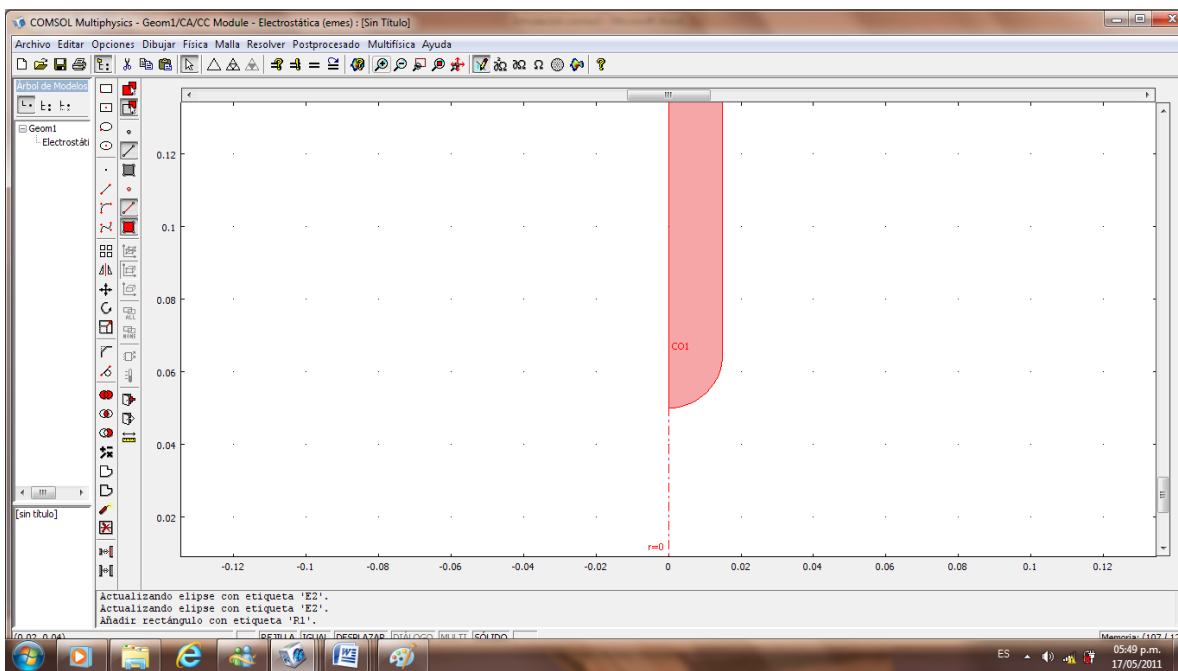 COMSOL Multiphysics - Geom1/CA/CC Module - Electrostática (emes) : [Sin Título]
Archivo Editar Opciones Dibujar Física Malla Resolver Postprocesado Multifísica Ayuda
Árbol de Modelos
Geom1
Electrostáti
[sin título]
0.12
0.1
0.08
0.06
0.04
0.02
CO1
r=0
-0.12 -0.1 -0.08 -0.06 -0.04 -0.02 0 0.02 0.04 0.06 0.08 0.1 0.12
Actualizando elipse con etiqueta 'E2'.
Actualizando elipse con etiqueta 'E2'.
Añadir rectángulo con etiqueta 'R1'.
(0.02, 0.04) REJILLA IGUAL DESPLAZAR DIÁLOGO MULTI SÓLIDO Memoria: (107 /
ES 05:49 p.m.
17/05/2011